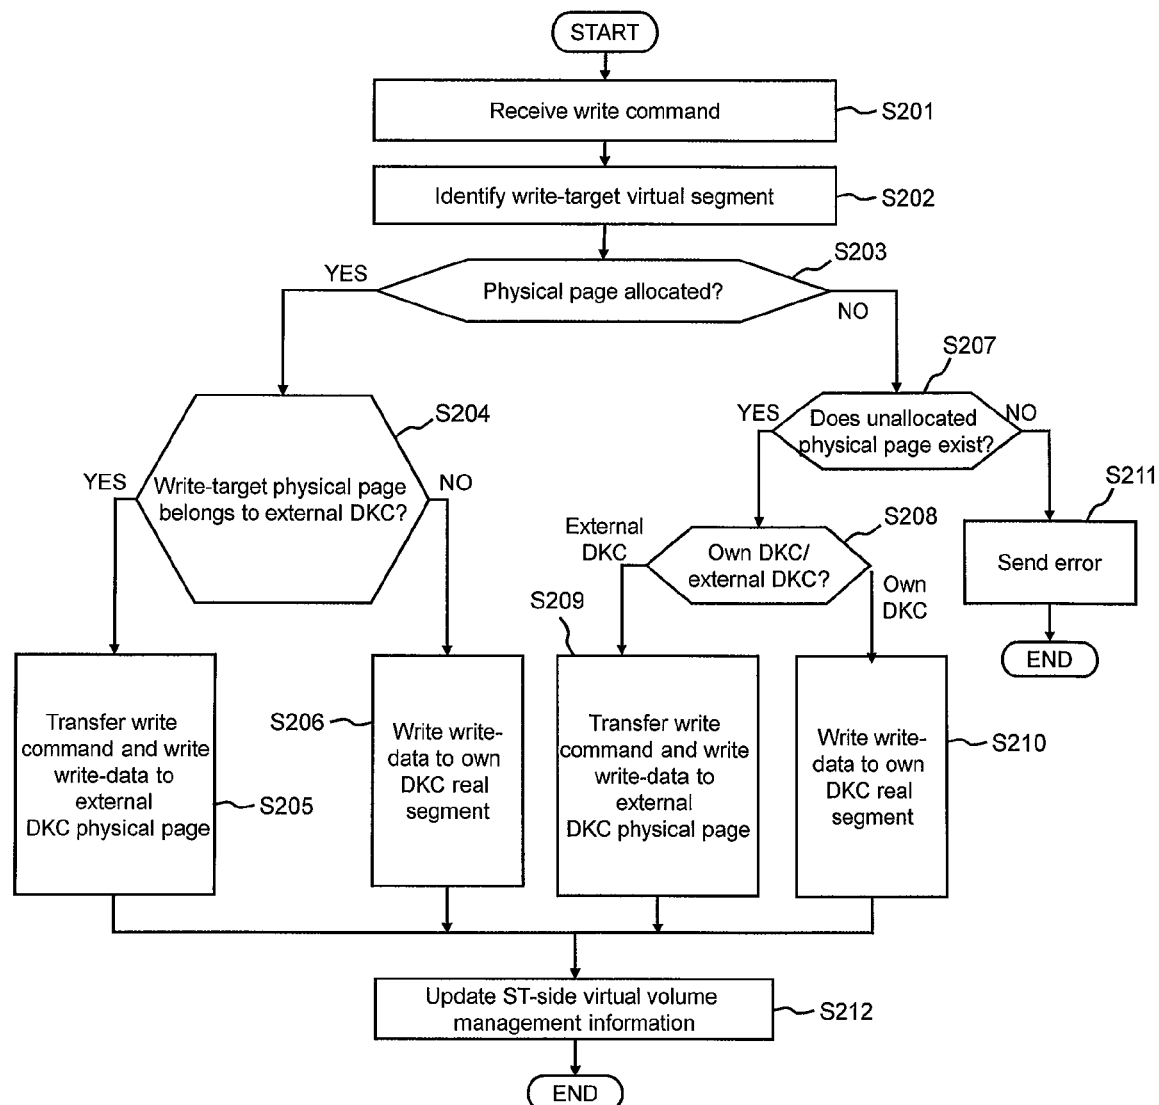 START
Receive write command
S201
Identify write-target virtual segment
S202
S203
YES
Physical page allocated?
NO
S207
S204
YES
Does unallocated
physical page exist?
NO
S211
YES
Write-target physical page
belongs to external DKC?
NO
S208
External
DKC
Own DKC/
external DKC?
Send error
S209
Own
DKC
END
Transfer write
command and write
write-data to
external
DKC physical page
S205
S206
Write write-
data to own
DKC real
segment
Transfer write
command and write
write-data to
external
DKC physical page
Write write-
data to own
DKC real
segment
S210
Update ST-side virtual volume
management information
S212
END